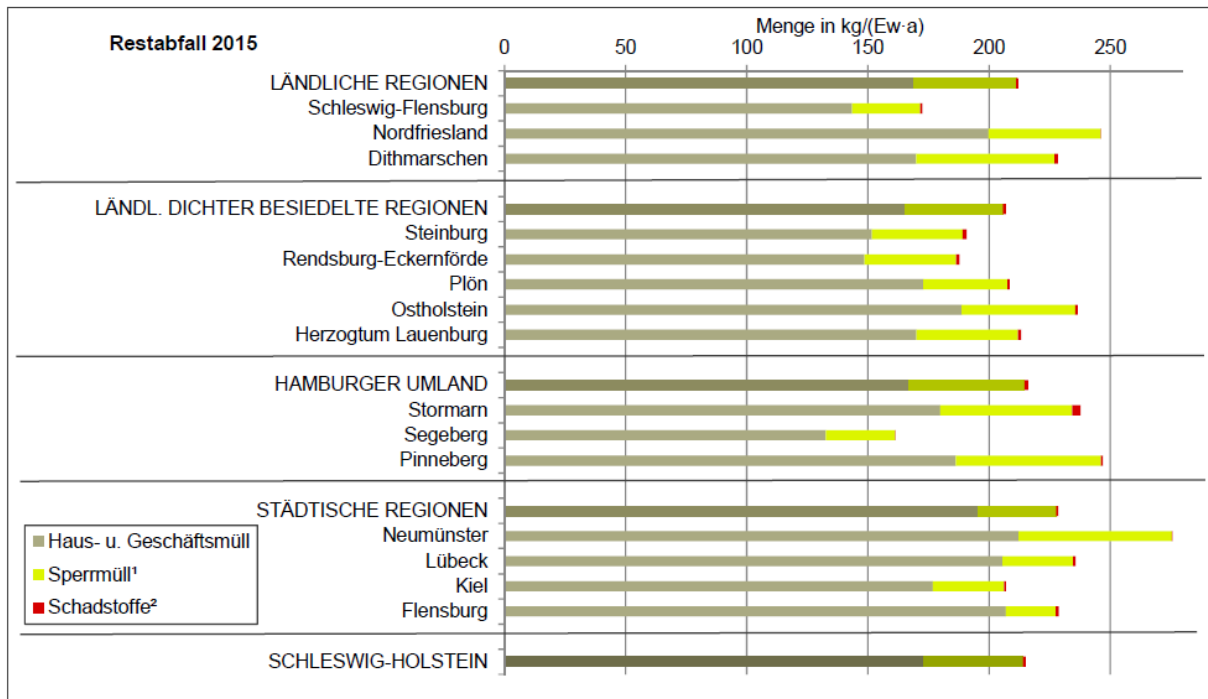 Restabfall 2015
Menge in kg/(Ew·a)
0 50 100 150 200 250
LÄNDLICHE REGIONEN
Schleswig-Flensburg
Nordfriesland
Dithmarschen
LÄNDL. DICHTER BESIEDELTE REGIONEN
Steinburg
Rendsburg-Eckernförde
Plön
Ostholstein
Herzogtum Lauenburg
HAMBURGER UMLAND
Stormarn
Segeberg
Pinneberg
STÄDTISCHE REGIONEN
Neumünster
Lübeck
Kiel
Flensburg
SCHLESWIG-HOLSTEIN
Haus- u. Geschäftsmüll
Sperrmüll¹
Schadstoffe²